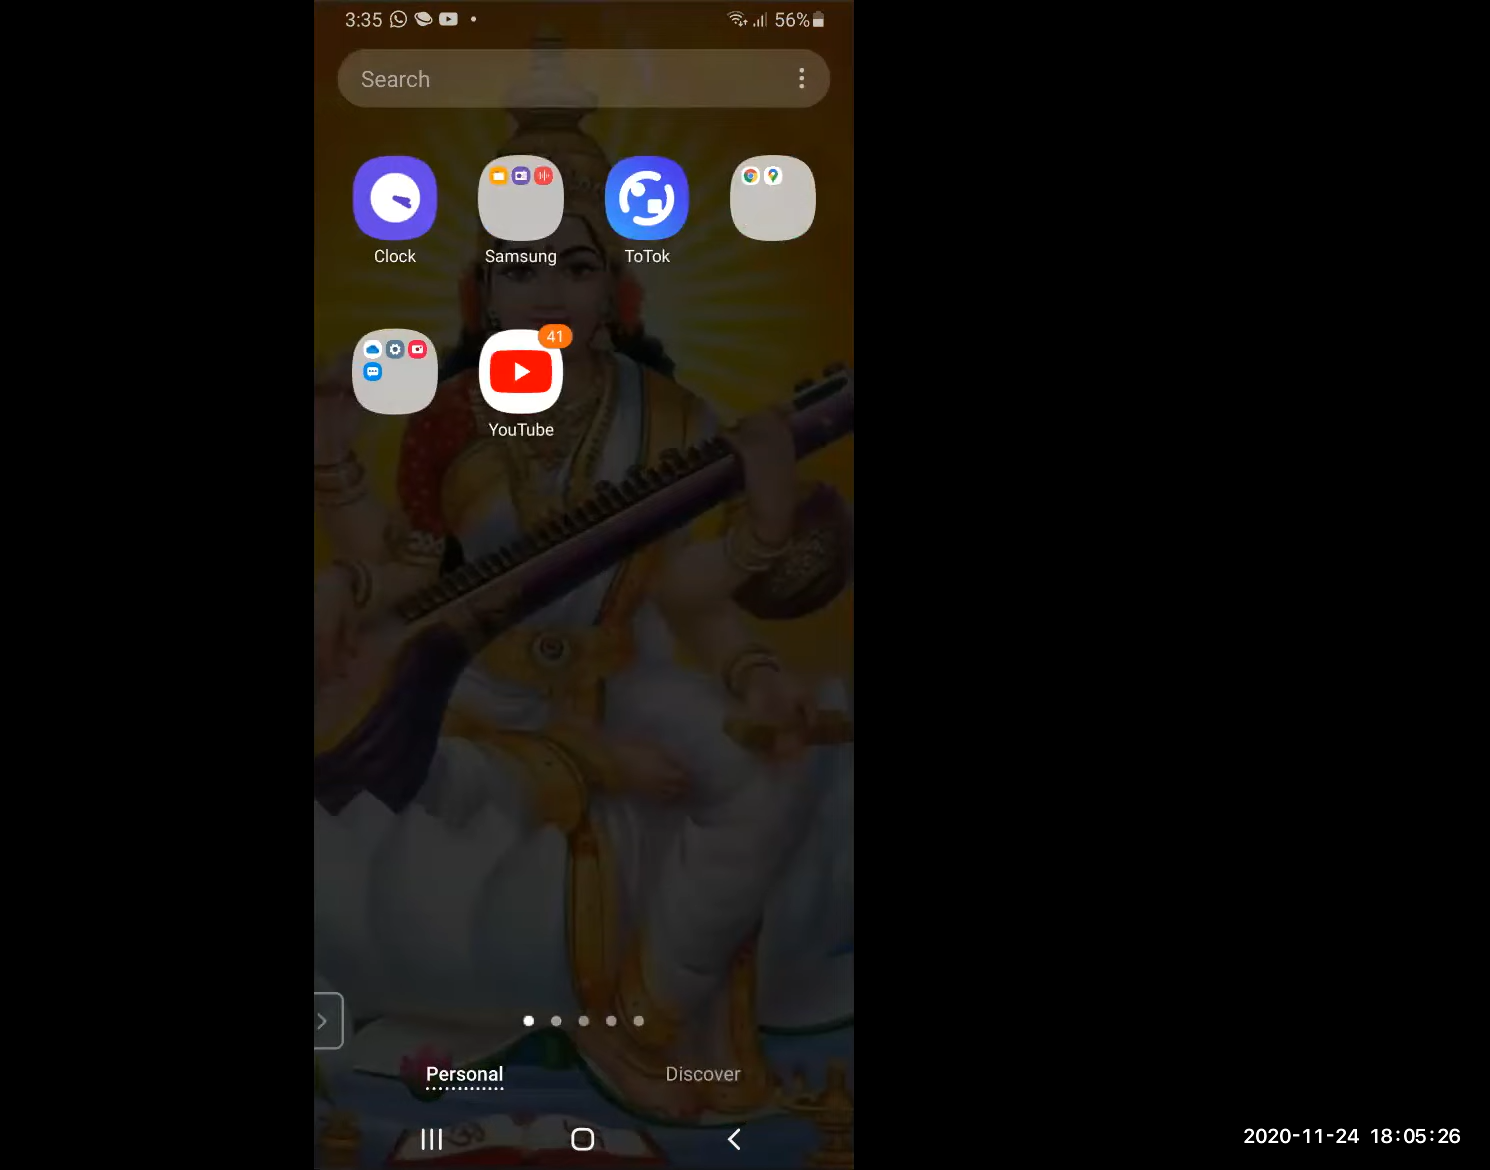 3:35
56%
Search
Clock
Samsung
ToTok
41
YouTube
Personal
Discover
2020-11-24 18:05:26